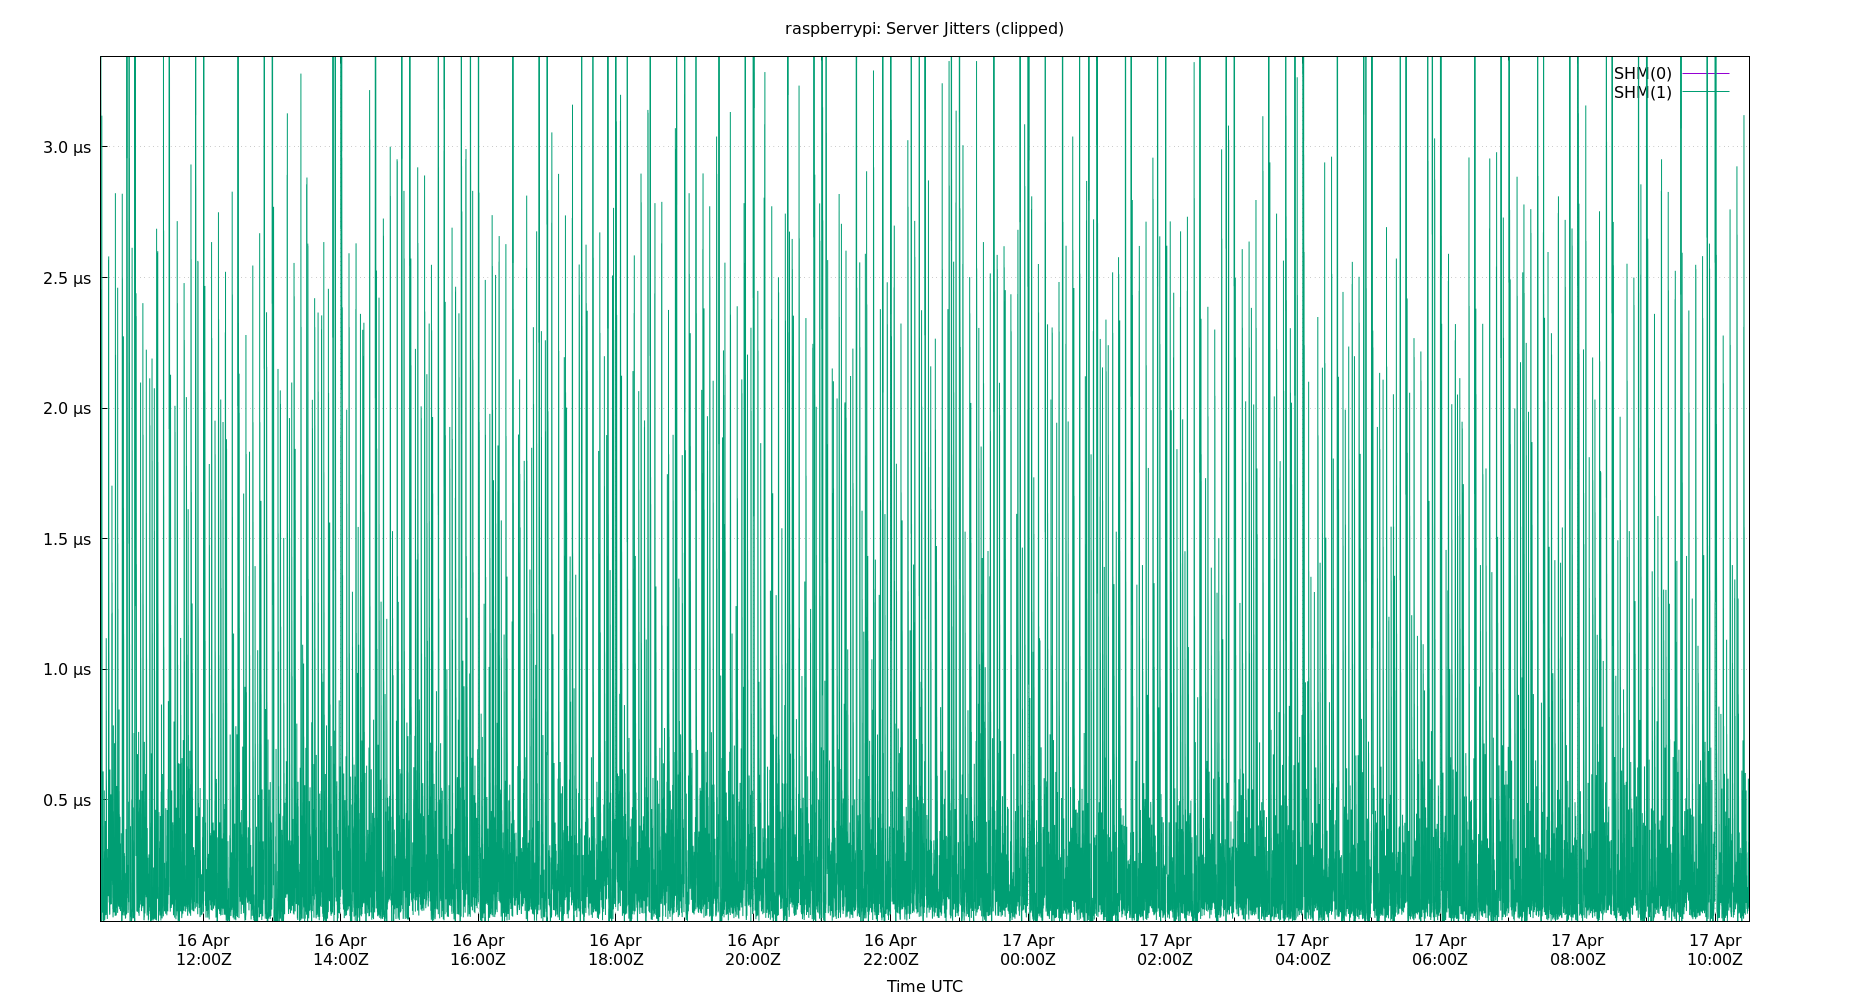 raspberrypi: Server Jitters (clipped)
SHM(0)
SHM(1)
3.0 µs
2.5 µs
2.0 µs
1.5 µs
1.0 µs
0.5 µs
16 Apr 16 Apr 16 Apr 16 Apr 16 Apr 16 Apr 17 Apr 17 Apr 17 Apr 17 Apr 17 Apr 17 Apr
12:00Z 14:00Z 16:00Z 18:00Z 20:00Z 22:00Z 00:00Z 02:00Z 04:00Z 06:00Z 08:00Z 10:00Z
Time UTC